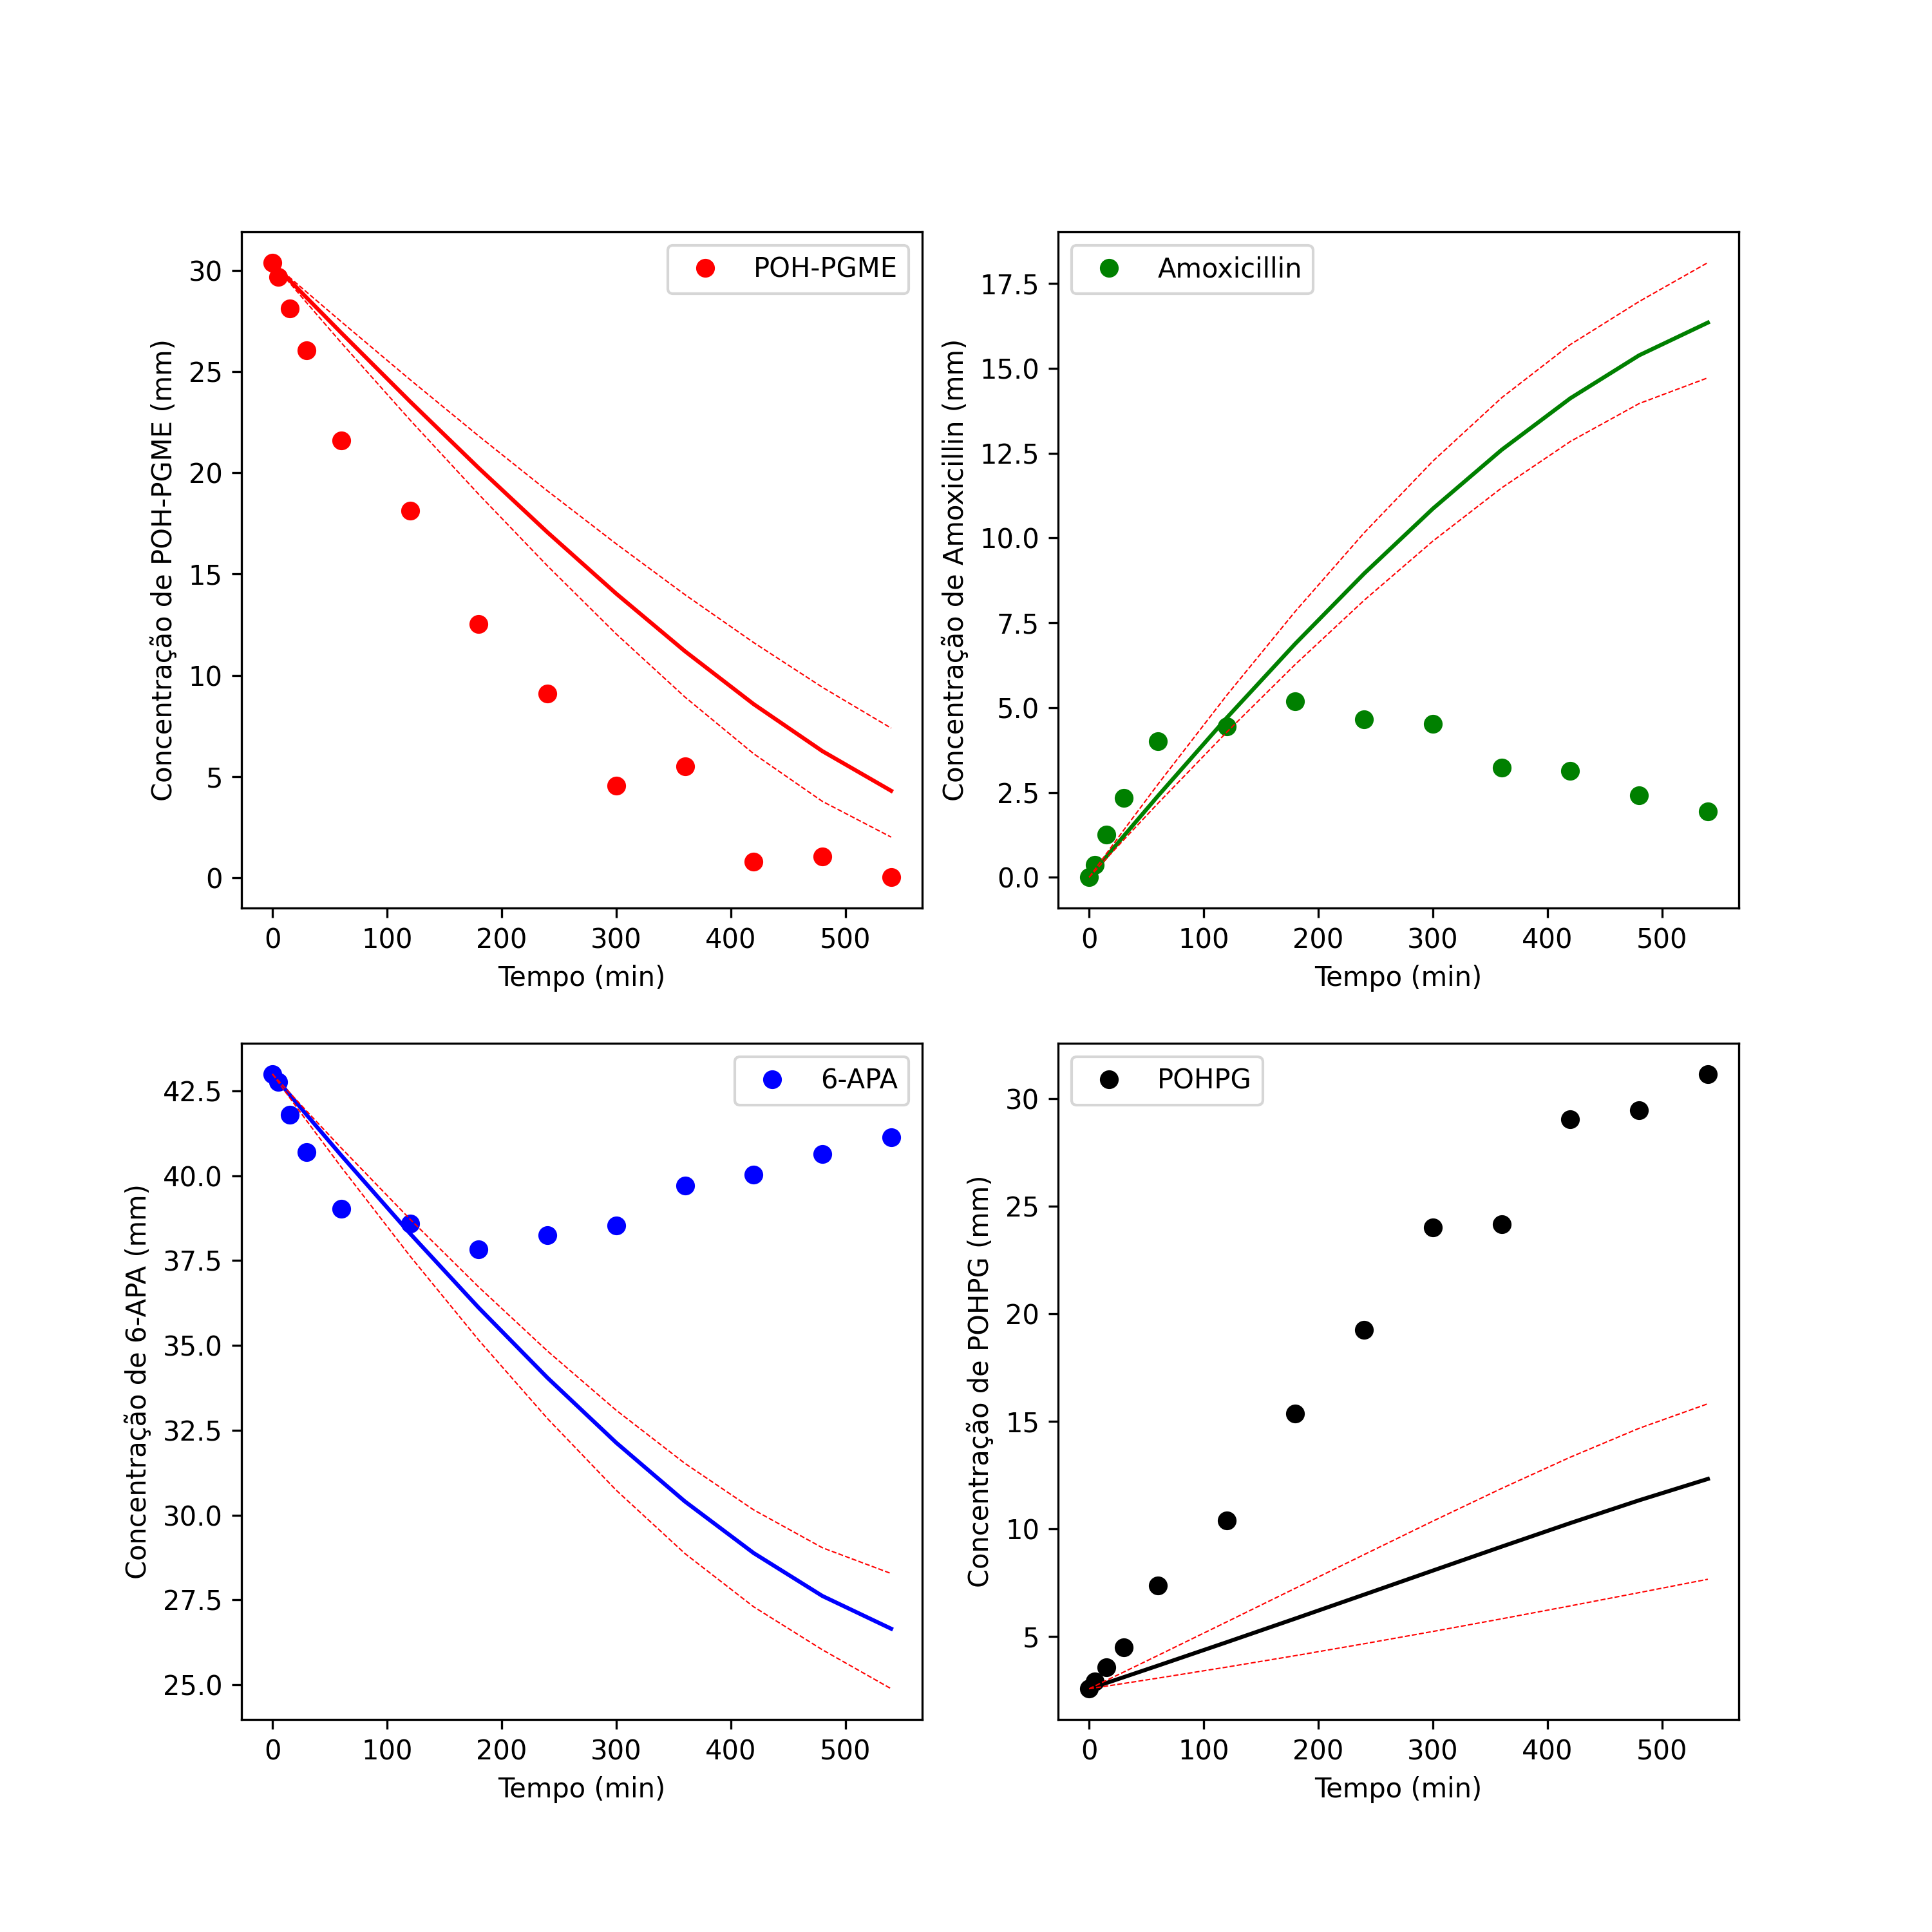 POH-PGME
Concentração de POH-PGME (mm)
30
25
20
15
10
5
0
0 100 200 300 400 500
Tempo (min)
Amoxicillin
Concentração de Amoxicillin (mm)
17.5
15.0
12.5
10.0
7.5
5.0
2.5
0.0
0 100 200 300 400 500
Tempo (min)
6-APA
Concentração de 6-APA (mm)
42.5
40.0
37.5
35.0
32.5
30.0
27.5
25.0
0 100 200 300 400 500
Tempo (min)
POHPG
Concentração de POHPG (mm)
30
25
20
15
10
5
0 100 200 300 400 500
Tempo (min)